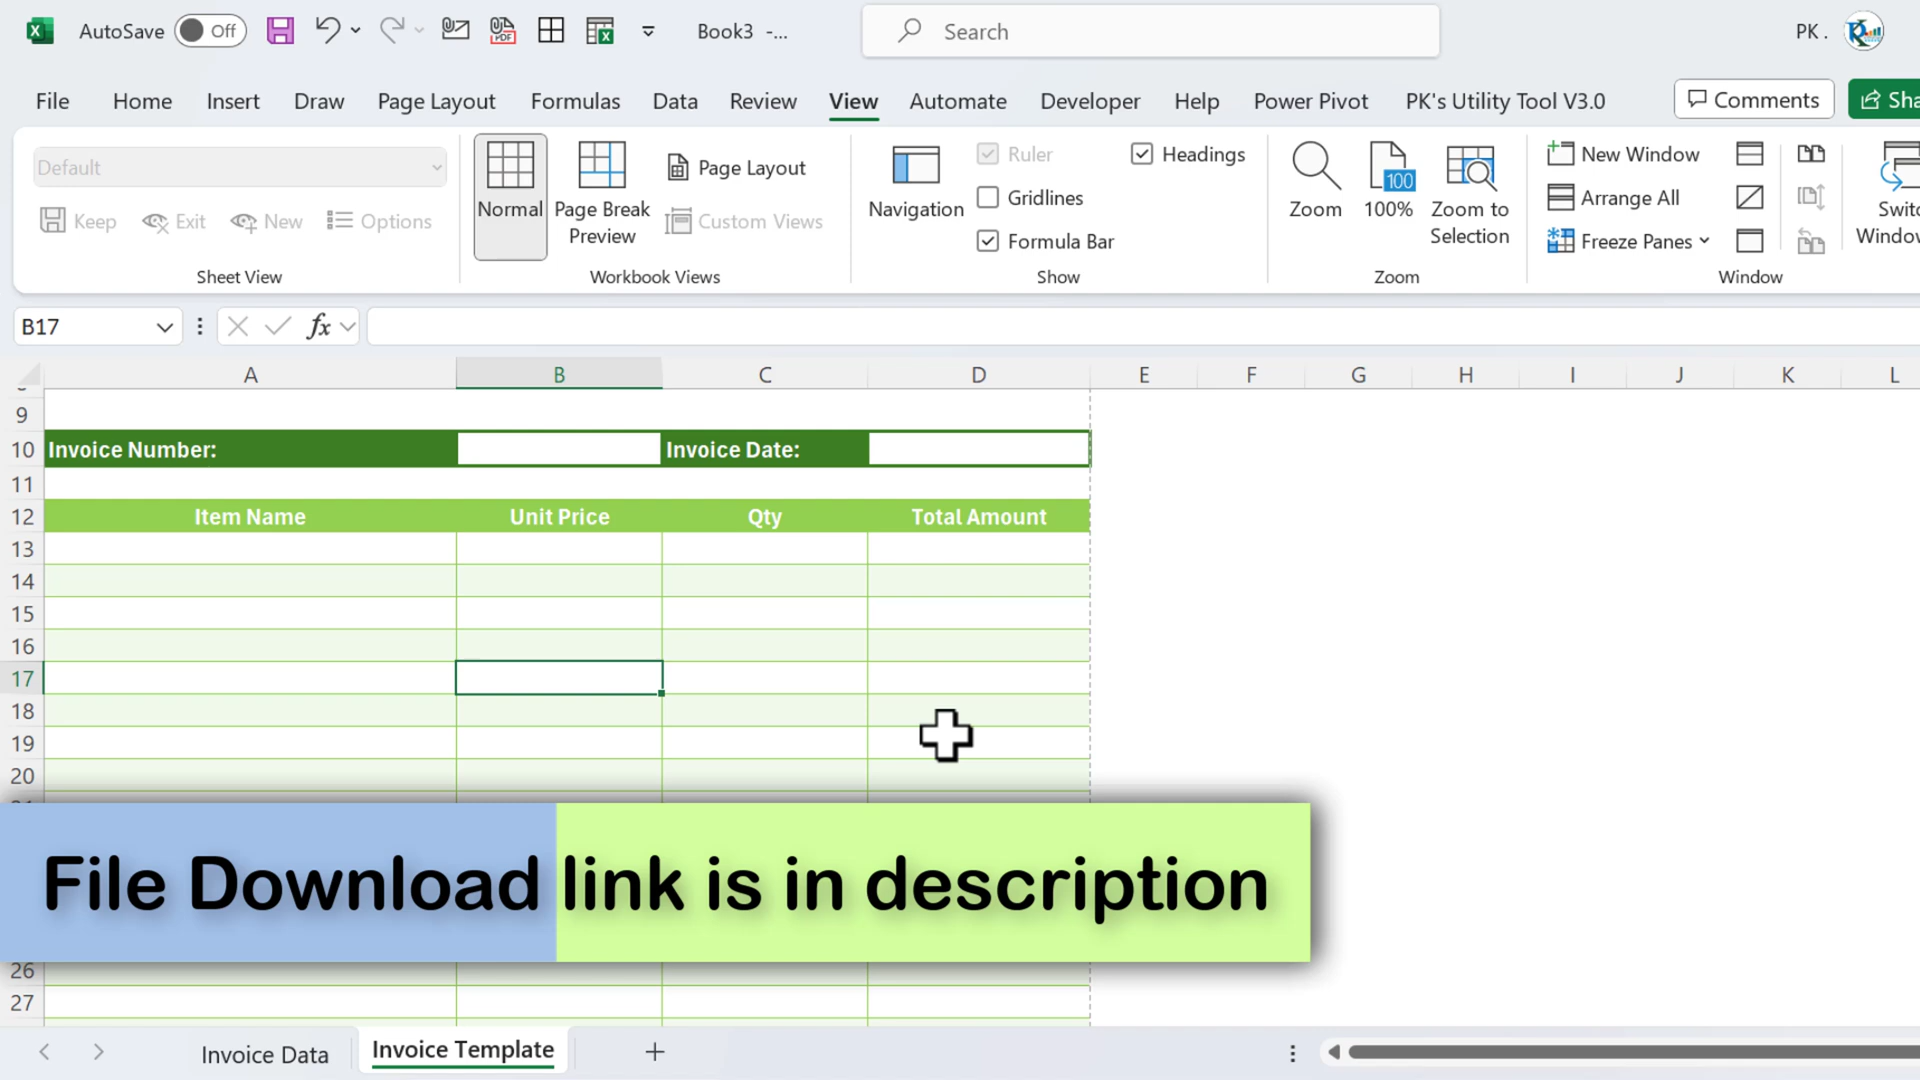 AutoSave Off Book3 -... Search PK .
File Home Insert Draw Page Layout Formulas Data Review View Automate Developer Help Power Pivot PK's Utility Tool V3.0 Comments Sha
Default
Keep Exit New Options
Sheet View
Normal
Page Break
Preview
Page Layout
Custom Views
Workbook Views
Navigation
Ruler
Gridlines
Formula Bar
Headings
Show
Zoom
100
100%
Zoom to
Selection
Zoom
New Window
Arrange All
Freeze Panes
Window
Switc
Window
B17 fx
A B C D E F G H I J K L
9
10 Invoice Number: Invoice Date:
11
12 Item Name Unit Price Qty Total Amount
13
14
15
16
17
18
19
20
File Download link is in description
26
27
Invoice Data Invoice Template